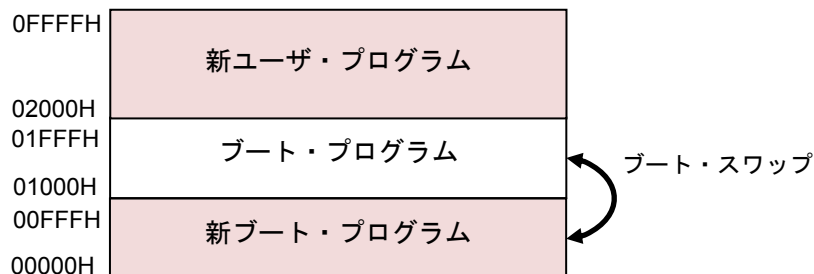 0FFFFH
新ユーザ・プログラム
02000H
01FFFH
ブート・プログラム
ブート・スワップ
01000H
00FFFH
新ブート・プログラム
00000H